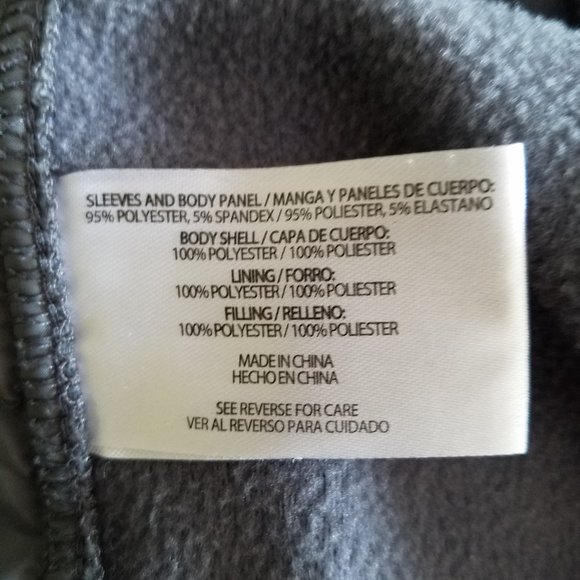 SLEEVES AND BODY PANEL / MANGA Y PANELES DE CUERPO:
95% POLYESTER, 5% SPANDEX / 95% POLIESTER, 5% ELASTANO
BODY SHELL / CAPA DE CUERPO:
100% POLYESTER / 100% POLIESTER
LINING / FORRO:
100% POLYESTER / 100% POLIESTER
FILLING / RELLENO:
100% POLYESTER / 100% POLIESTER
MADE IN CHINA
HECHO EN CHINA
SEE REVERSE FOR CARE
VER AL REVERSO PARA CUIDADO